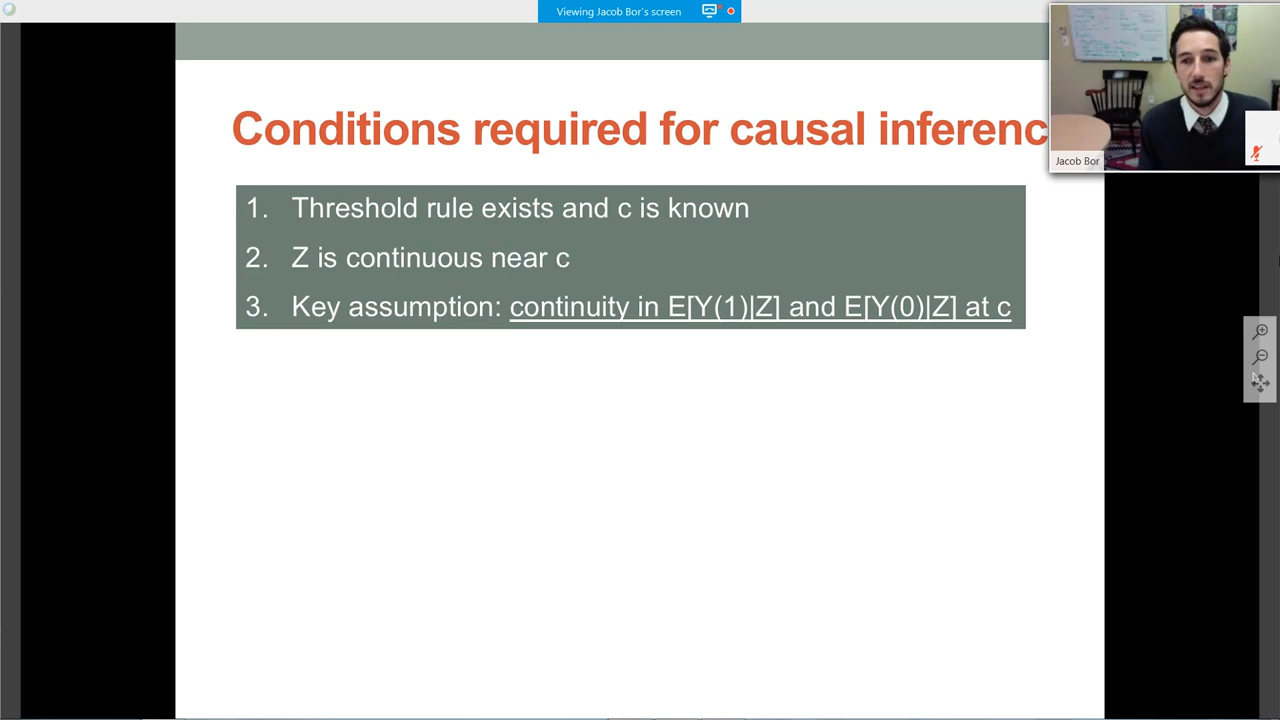 Viewing Jacob Bor's screen
Conditions required for causal inferenc
Jacob Bor
1. Threshold rule exists and c is known
2. Z is continuous near c
3. Key assumption: continuity in E[Y(1)|Z] and E[Y(0)|Z] at c